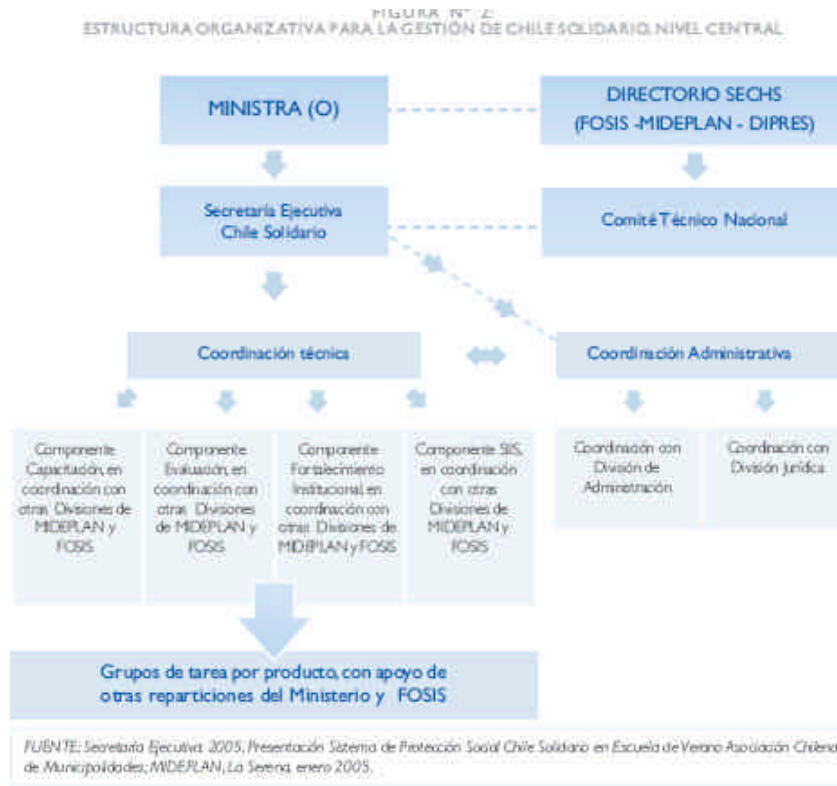 FIGURA Nº 2
ESTRUCTURA ORGANIZATIVA PARA LA GESTIÓN DE CHILE SOLIDARIO. NIVEL CENTRAL
MINISTRA (O)
DIRECTORIO SECHS
(FOSIS -MIDEPLAN - DIPRES)
Secretaría Ejecutiva
Chile Solidario
Comité Técnico Nacional
Coordinación técnica
Coordinación Administrativa
Componente
Capacitación, en
coordinación con
otras Divisiones de
MIDEPLAN y
FOSIS
Componente
Evaluación, en
coordinación con
otras Divisiones
de MIDEPLAN y
FOSIS
Componente
Fortalecimiento
Institucional, en
coordinación con
otras Divisiones de
MIDEPLAN y FOSIS
Componente SIIS,
en coordinación
con otras
Divisiones de
MIDEPLAN y
FOSIS
Coordinación con
División de
Administración
Coordinación con
División Jurídica
Grupos de tarea por producto, con apoyo de
otras reparticiones del Ministerio y FOSIS
FUENTE: Secretaría Ejecutiva, 2005, Presentación Sistema de Protección Social Chile Solidario en Escuela de Verano Asociación Chilena
de Municipalidades; MIDEPLAN, La Serena, enero 2005.